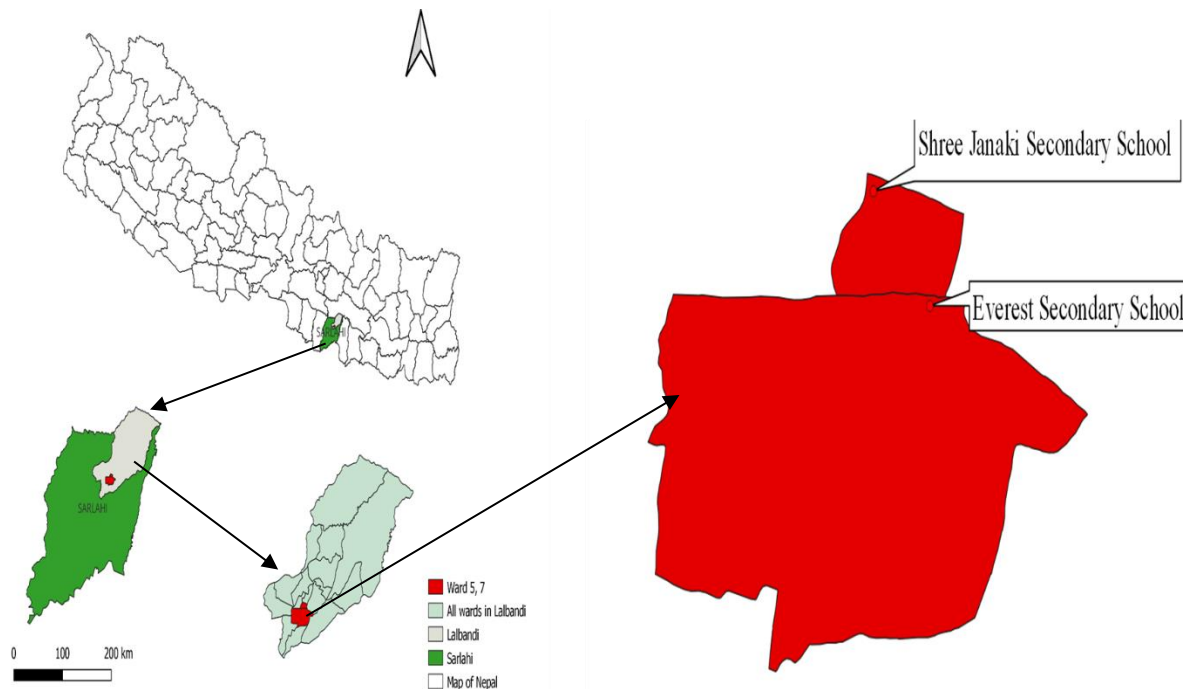 Shree Janaki Secondary School
Everest Secondary School
SARLAHI
SARLAHI
Ward 5, 7
All wards in Lalbandi
Lalbandi
Sarlahi
Map of Nepal
0 100 200 km